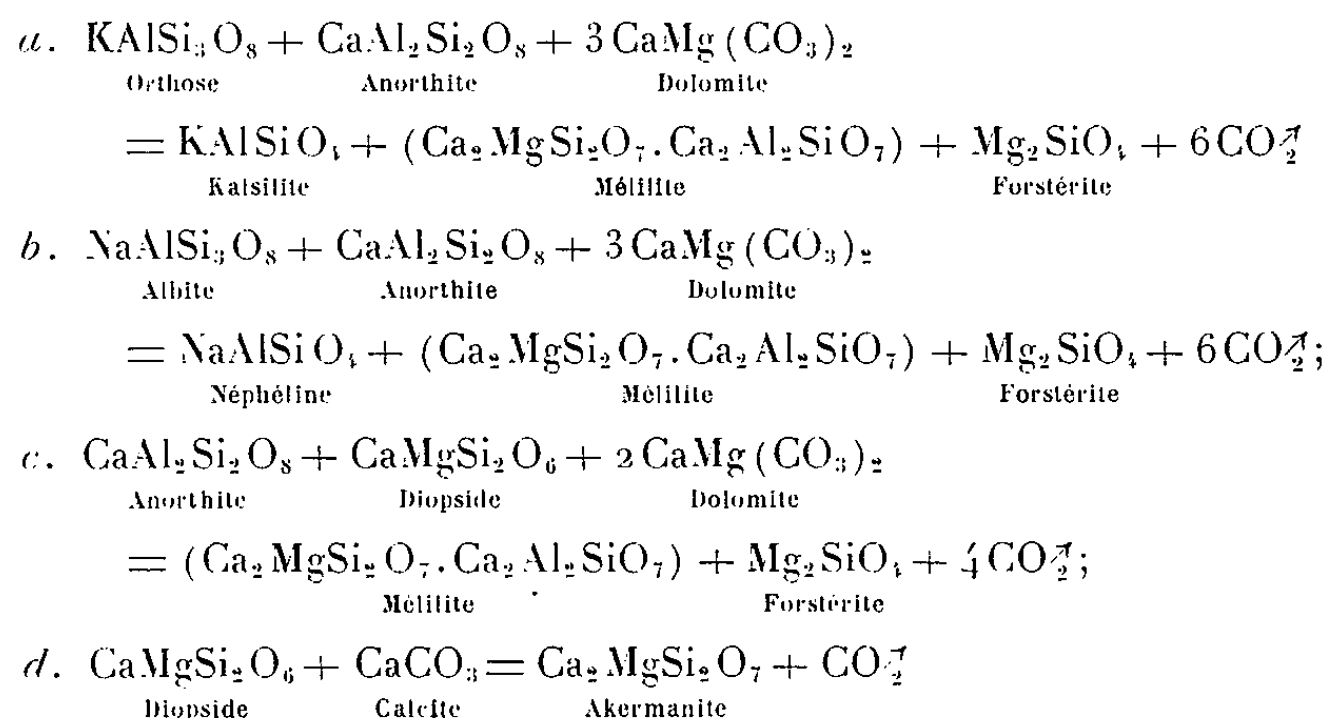 a. KAlSi₃O₈ + CaAl₂Si₂O₈ + 3 CaMg (CO₃)₂
Orthose Anorthite Dolomite
= KAlSiO₄ + (Ca₂MgSi₂O₇.Ca₂Al₂SiO₇) + Mg₂SiO₄ + 6CO₂↗
Kalsilite Mélilite Forstérite
b. NaAlSi₃O₈ + CaAl₂Si₂O₈ + 3 CaMg (CO₃)₂
Albite Anorthite Dolomite
= NaAlSiO₄ + (Ca₂MgSi₂O₇.Ca₂Al₂SiO₇) + Mg₂SiO₄ + 6CO₂↗;
Néphéline Mélilite Forstérite
c. CaAl₂Si₂O₈ + CaMgSi₂O₆ + 2 CaMg (CO₃)₂
Anorthite Diopside Dolomite
= (Ca₂MgSi₂O₇.Ca₂Al₂SiO₇) + Mg₂SiO₄ + 4CO₂↗;
Mélilite Forstérite
d. CaMgSi₂O₆ + CaCO₃ = Ca₂MgSi₂O₇ + CO₂↗
Diopside Calcite Akermanite